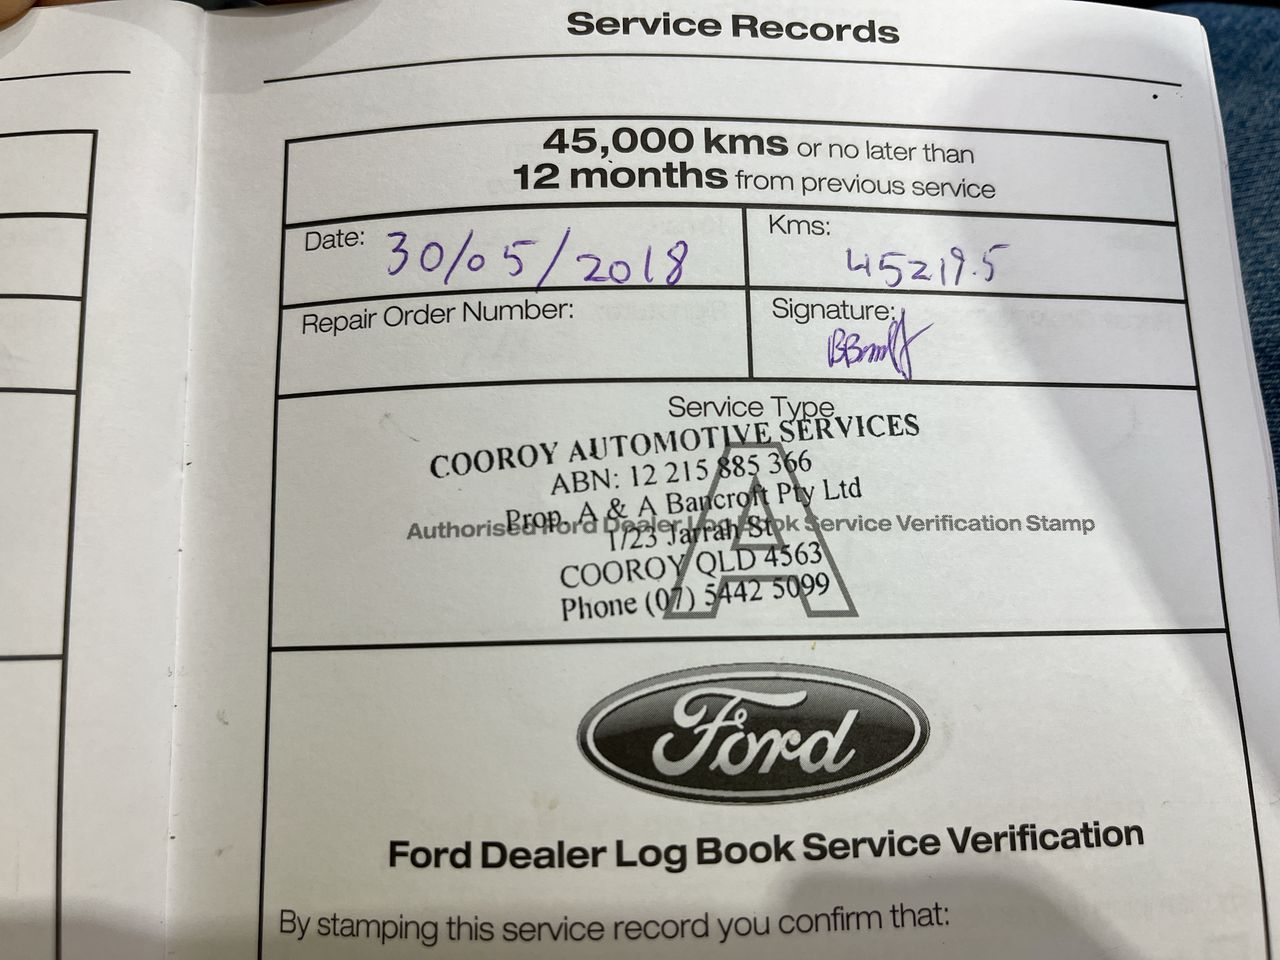 Service Records
45,000 kms or no later than
12 months from previous service
Date: 30/05/2018
Kms: 45219.5
Repair Order Number:
Signature:
Service Type
COOROY AUTOMOTIVE SERVICES
ABN: 12 215 885 366
Prop. A & A Bancroft Pty Ltd
Authorised Ford Dealer Log Book Service Verification Stamp
1/23 Jarrah St
COOROY QLD 4563
Phone (07) 5442 5099
A
Ford
Ford Dealer Log Book Service Verification
By stamping this service record you confirm that: